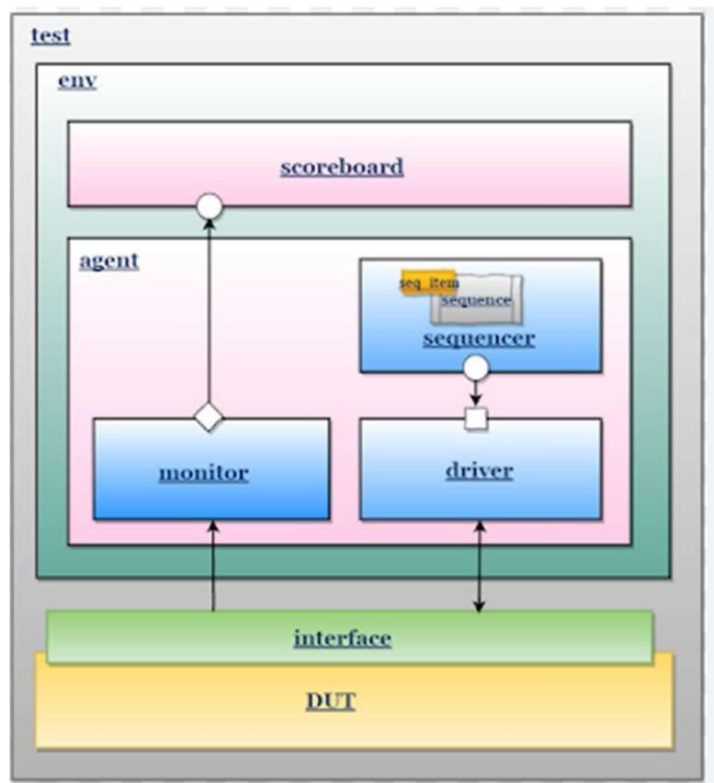 test
env
scoreboard
agent
seq_item
sequence
sequencer
monitor
driver
interface
DUT